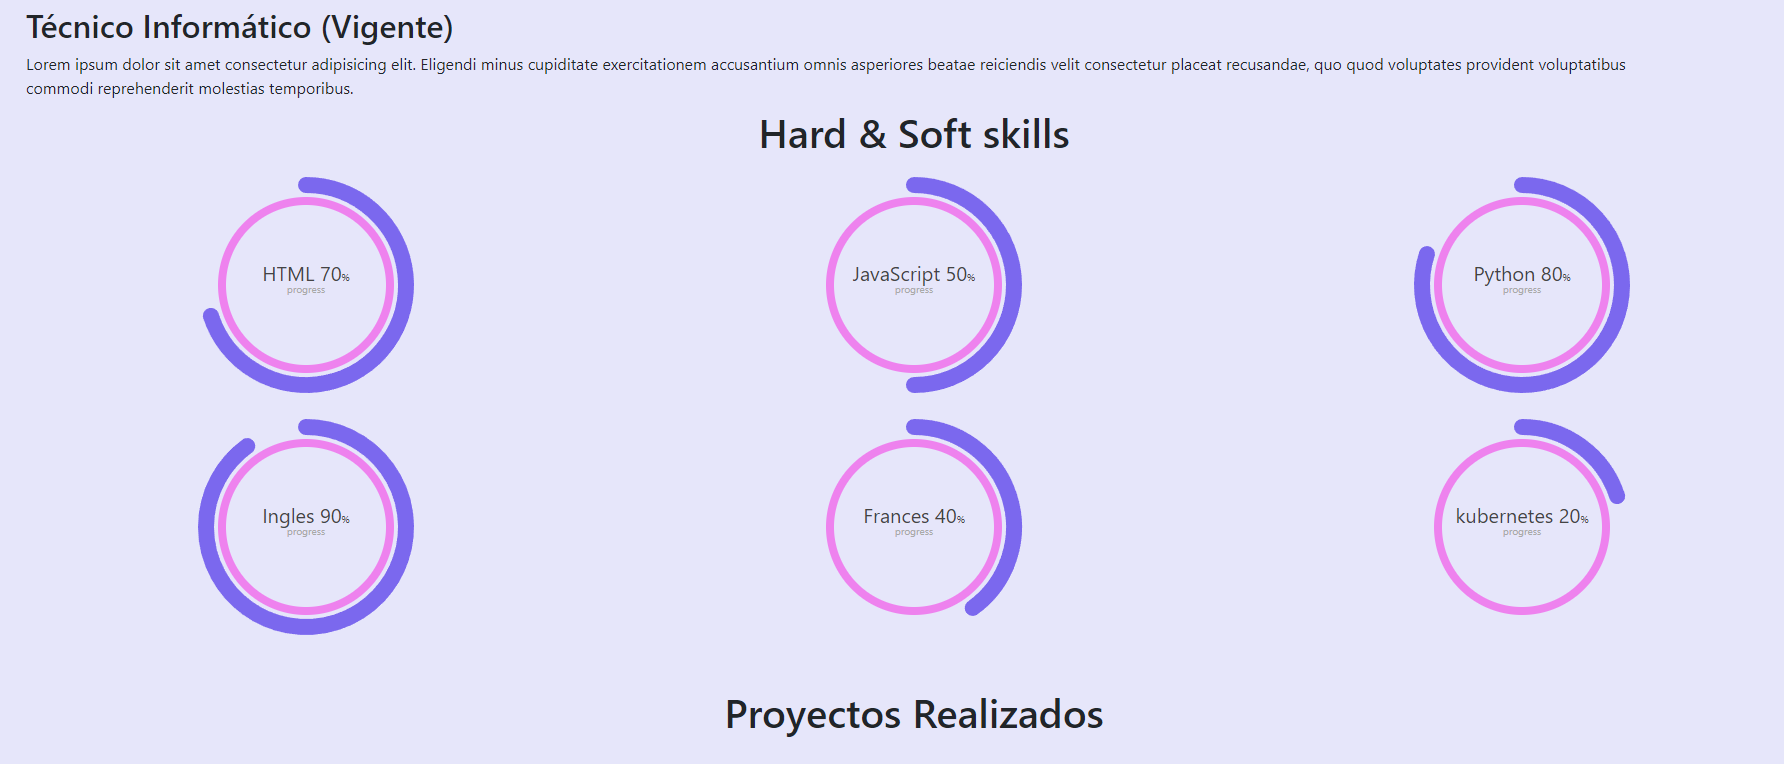 Técnico Informático (Vigente)
Lorem ipsum dolor sit amet consectetur adipisicing elit. Eligendi minus cupiditate exercitationem accusantium omnis asperiores beatae reiciendis velit consectetur placeat recusandae, quo quod voluptates provident voluptatibus
commodi reprehenderit molestias temporibus.
Hard & Soft skills
HTML 70%
progress
JavaScript 50%
progress
Python 80%
progress
Ingles 90%
progress
Frances 40%
progress
kubernetes 20%
progress
Proyectos Realizados